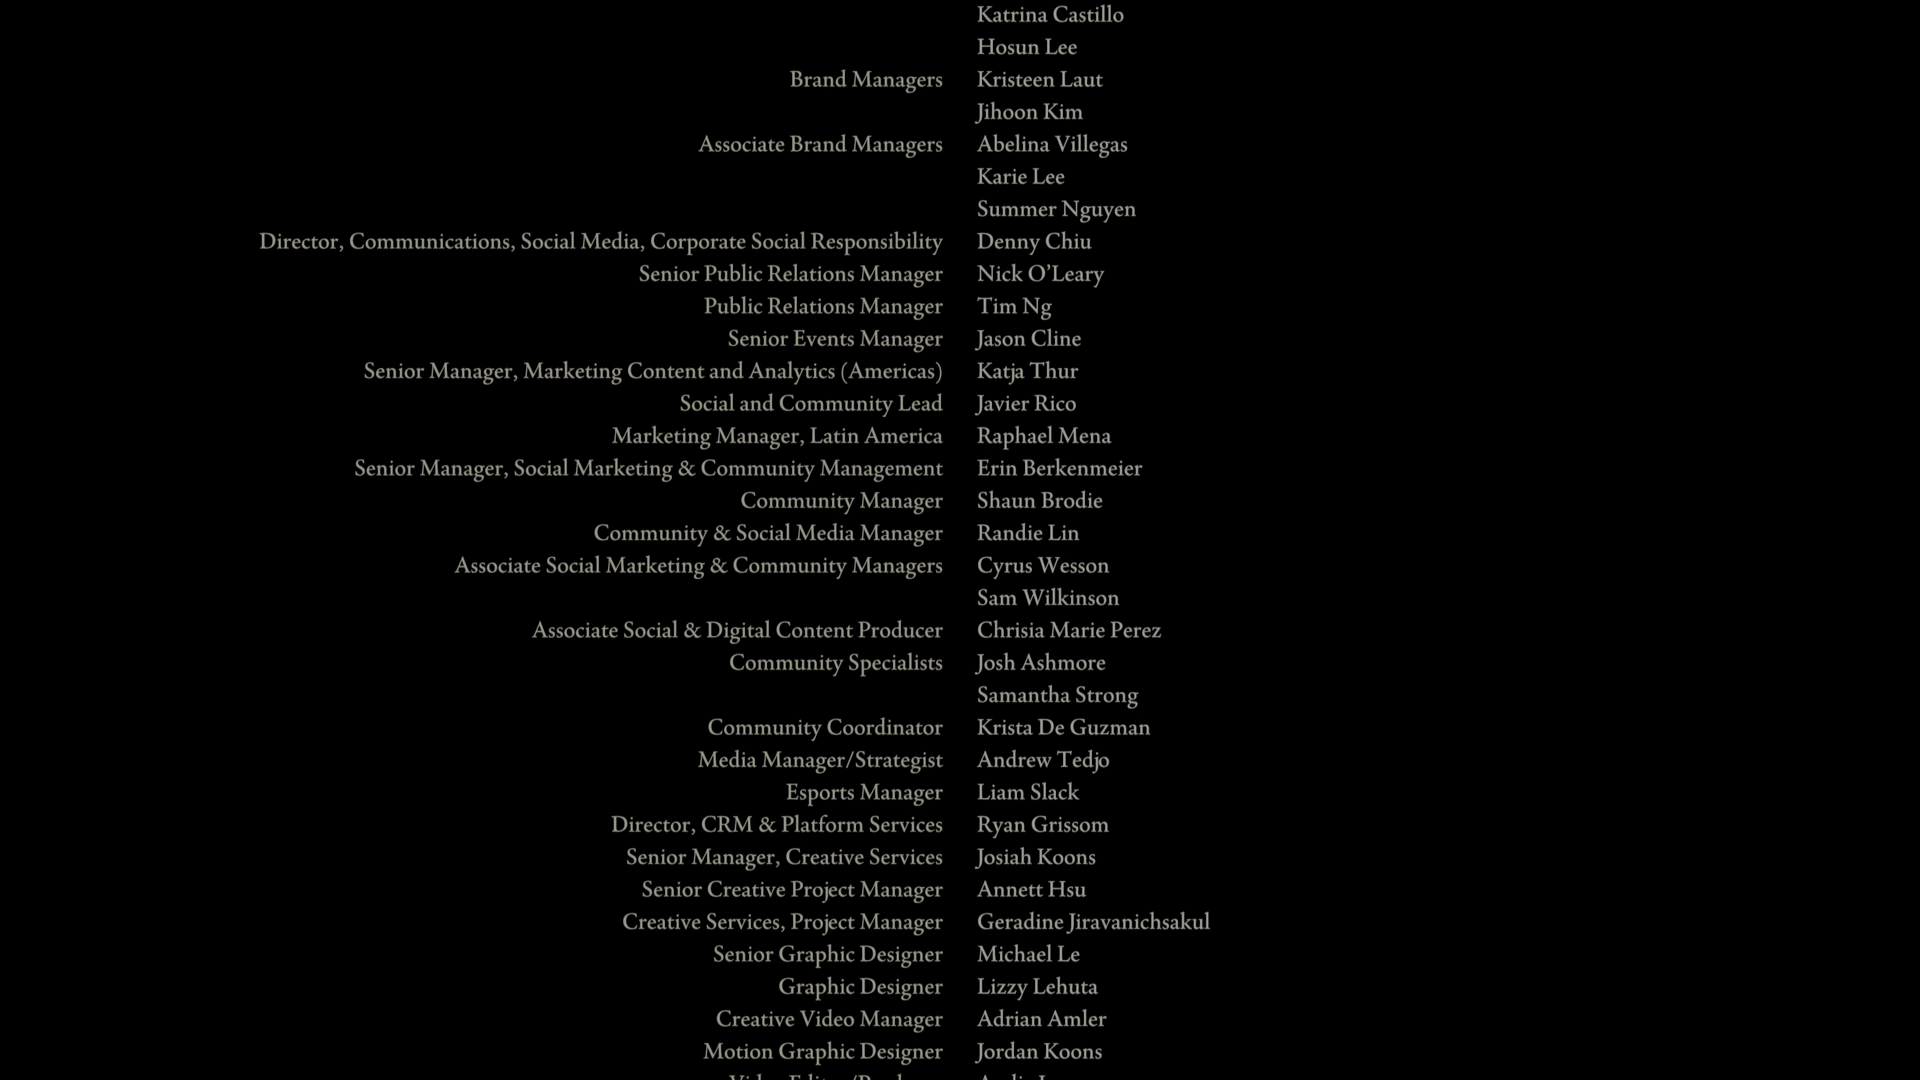 Katrina Castillo
Hosun Lee
Brand Managers Kristeen Laut
Jihoon Kim
Associate Brand Managers Abelina Villegas
Karie Lee
Summer Nguyen
Director, Communications, Social Media, Corporate Social Responsibility Denny Chiu
Senior Public Relations Manager Nick O’Leary
Public Relations Manager Tim Ng
Senior Events Manager Jason Cline
Senior Manager, Marketing Content and Analytics (Americas) Katja Thur
Social and Community Lead Javier Rico
Marketing Manager, Latin America Raphael Mena
Senior Manager, Social Marketing & Community Management Erin Berkenmeier
Community Manager Shaun Brodie
Community & Social Media Manager Randie Lin
Associate Social Marketing & Community Managers Cyrus Wesson
Sam Wilkinson
Associate Social & Digital Content Producer Chrisia Marie Perez
Community Specialists Josh Ashmore
Samantha Strong
Community Coordinator Krista De Guzman
Media Manager/Strategist Andrew Tedjo
Esports Manager Liam Slack
Director, CRM & Platform Services Ryan Grissom
Senior Manager, Creative Services Josiah Koons
Senior Creative Project Manager Annett Hsu
Creative Services, Project Manager Geradine Jiravanichsakul
Senior Graphic Designer Michael Le
Graphic Designer Lizzy Lehuta
Creative Video Manager Adrian Amler
Motion Graphic Designer Jordan Koons